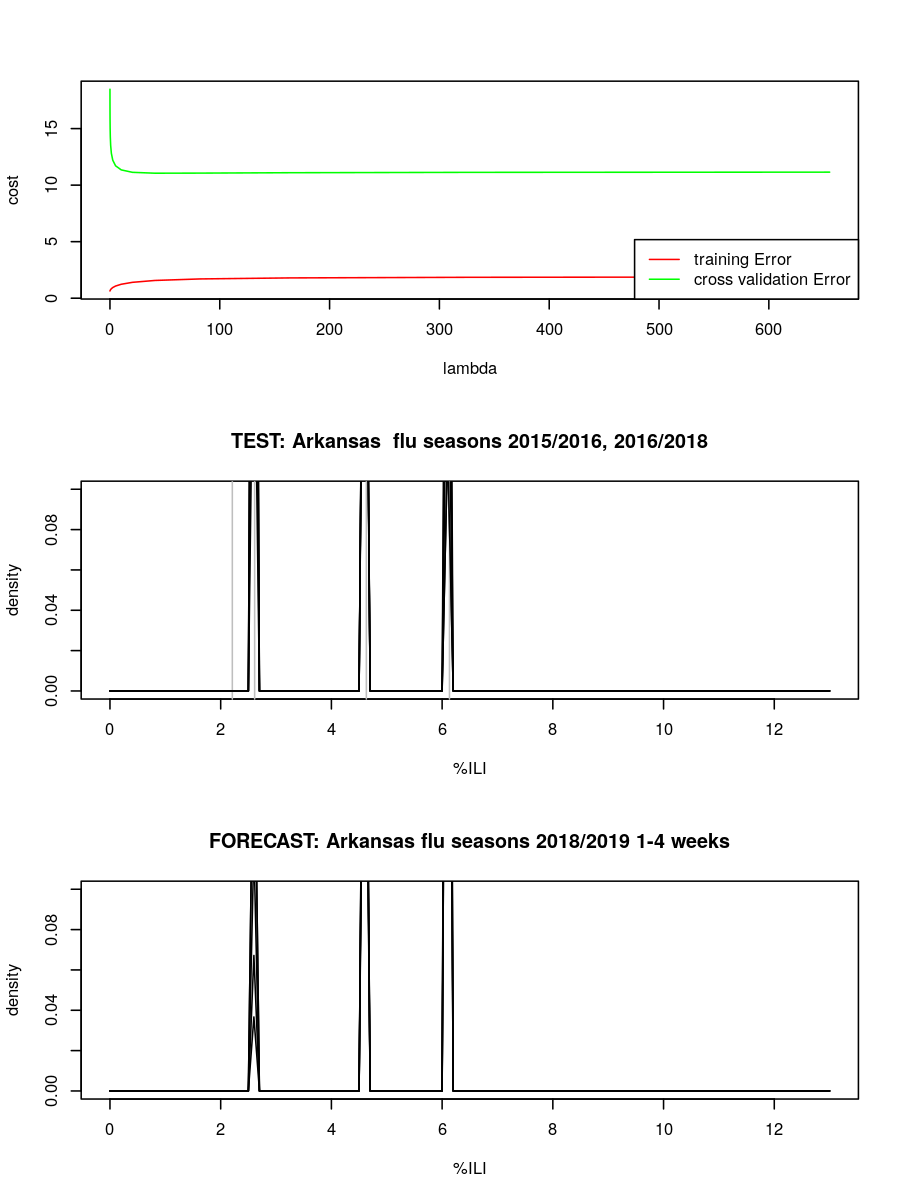 cost
15
10
5
0
training Error
cross validation Error
0 100 200 300 400 500 600
lambda
TEST: Arkansas  flu seasons 2015/2016, 2016/2018
density
0.08
0.04
0.00
0 2 4 6 8 10 12
%ILI
FORECAST: Arkansas flu seasons 2018/2019 1-4 weeks
density
0.08
0.04
0.00
0 2 4 6 8 10 12
%ILI